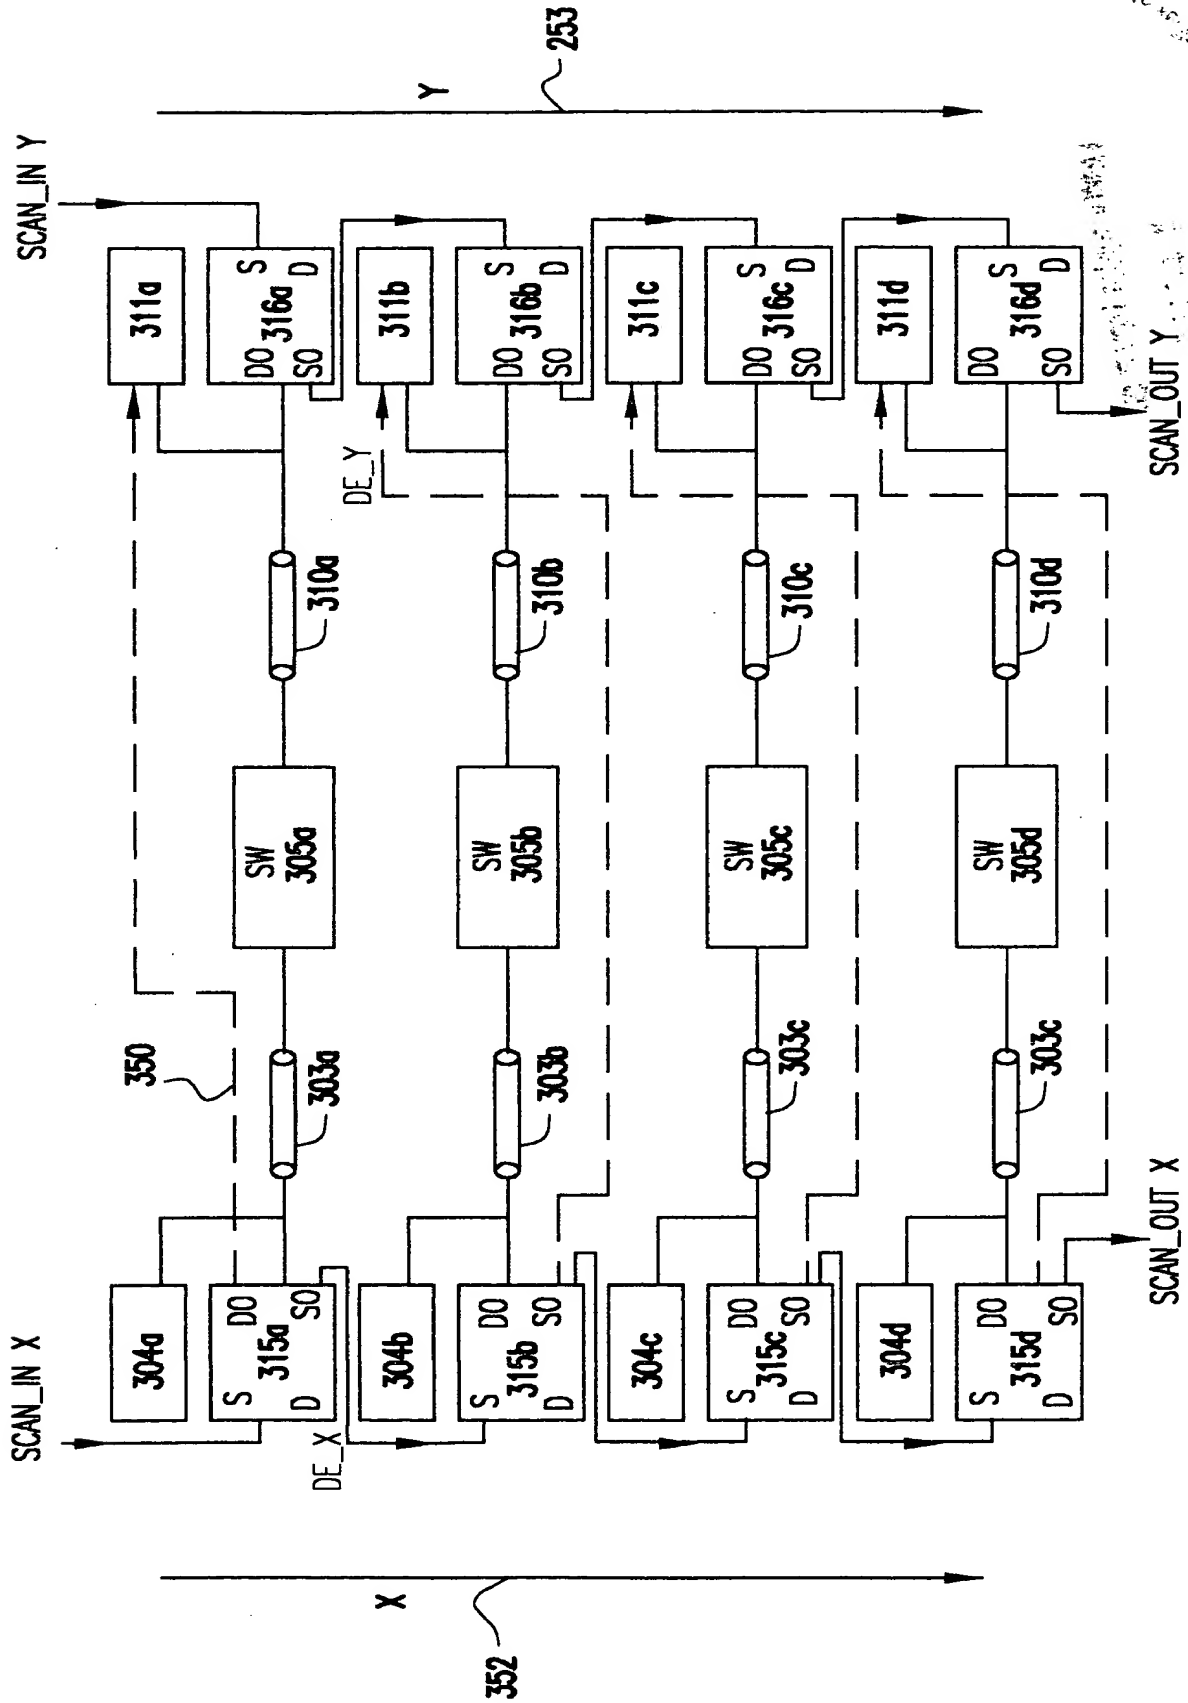 SCAN_IN X
SCAN_IN Y
304a
315a
S
D
DO
SO
350
303a
SW
305a
310a
311a
316a
S
D
DO
SO
DE_X
304b
315b
S
D
DO
SO
303b
SW
305b
310b
DE_Y
311b
316b
S
D
DO
SO
304c
315c
S
D
DO
SO
303c
SW
305c
310c
311c
316c
S
D
DO
SO
304d
315d
S
D
DO
SO
303c
SW
305d
310d
311d
316d
S
D
DO
SO
SCAN_OUT X
SCAN_OUT Y
X
352
Y
253